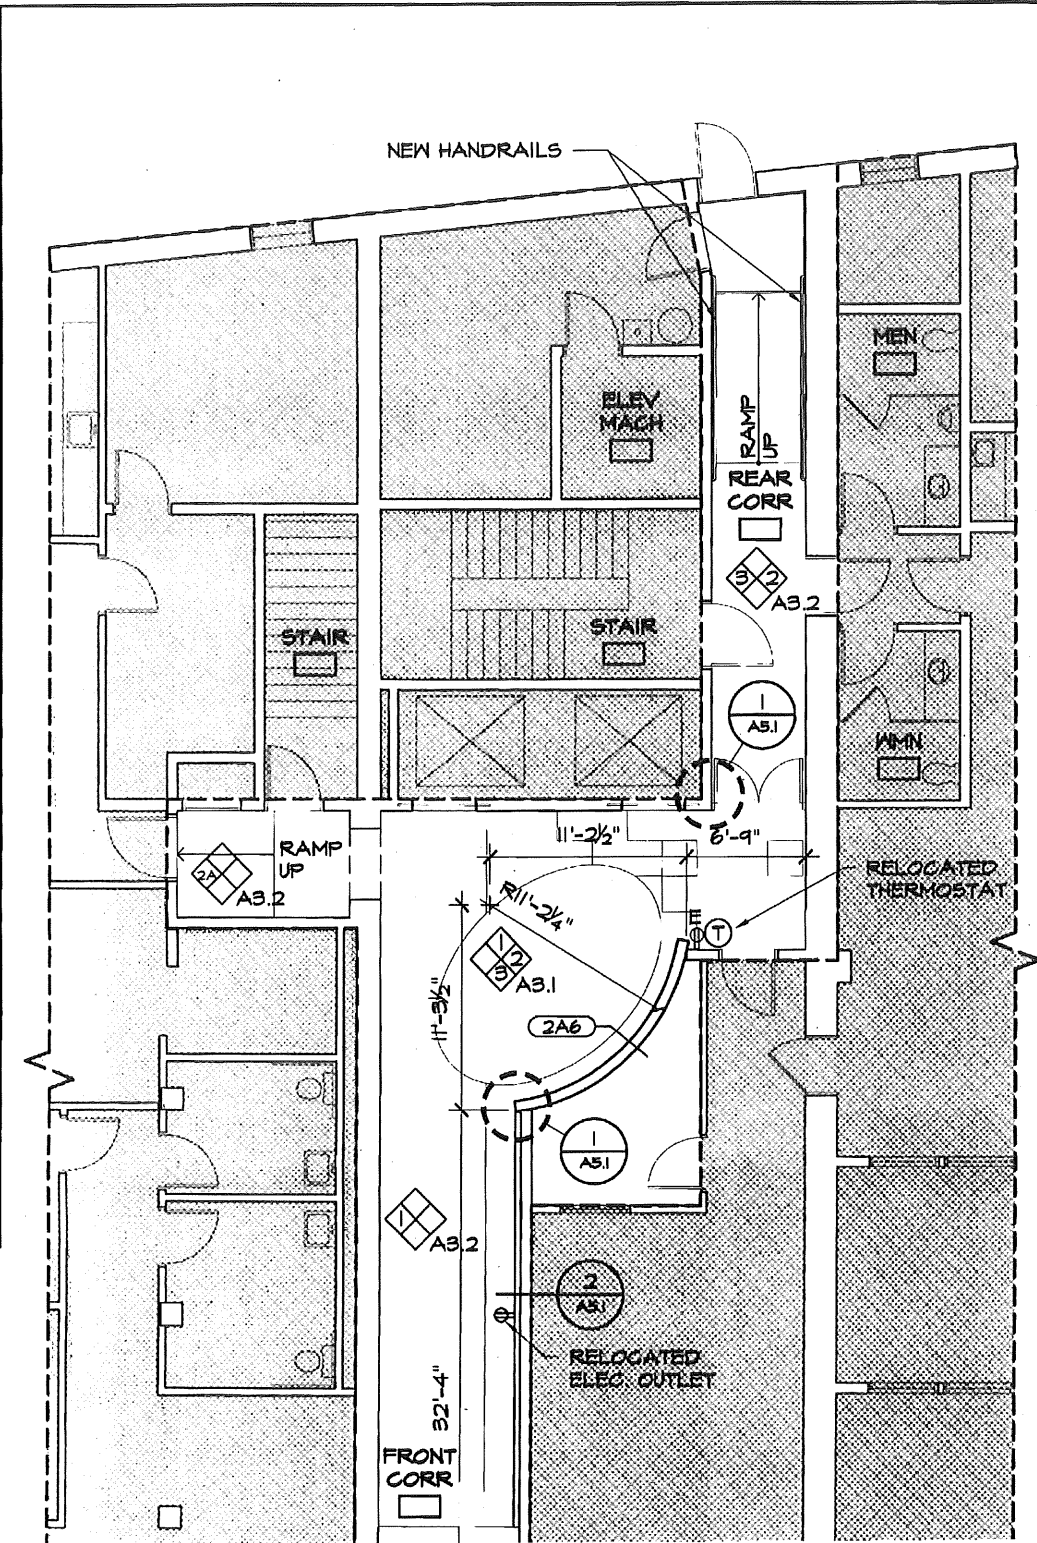 NEW HANDRAILS
MEN
ELEV
MACH
RAMP
UP
REAR
CORR
3 2
A3.2
STAIR
STAIR
1
A5.1
WMN
11'-2½"
6'-9"
RAMP
UP
2A
A3.2
RELOCATED
THERMOSTAT
R11'-2¼"
E
T
1
2
3
A3.1
11'-3½"
2A6
1
A5.1
1
A3.2
2
A5.1
RELOCATED
ELEC. OUTLET
32'-4"
FRONT
CORR